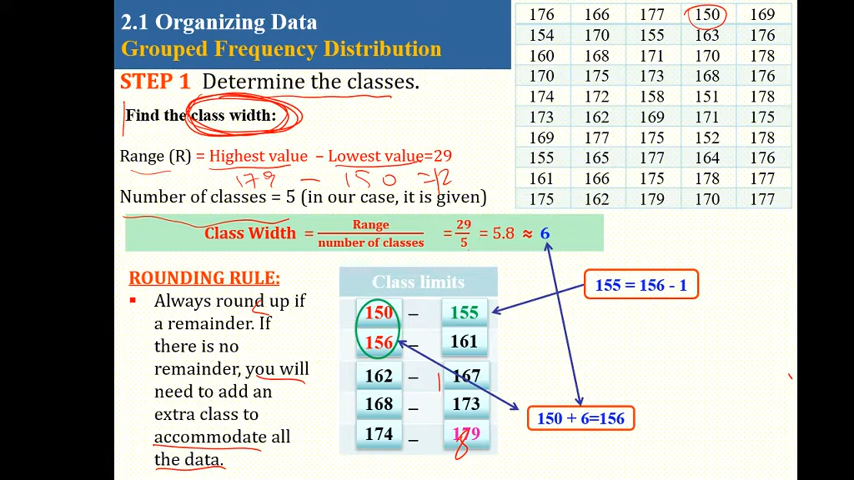 2.1 Organizing Data
Grouped Frequency Distribution
STEP 1 Determine the classes.
Find the class width:
Range (R) = Highest value – Lowest value=29
179 – 150 =
Number of classes = 5 (in our case, it is given)
Class Width = Range / number of classes = 29/5 = 5.8 ≈ 6
ROUNDING RULE:
▪ Always round up if
a remainder. If
there is no
remainder, you will
need to add an
extra class to
accommodate all
the data.
Class limits
150 – 155
156 – 161
162 – 167
168 – 173
174 – 179
8
155 = 156 - 1
150 + 6=156
176 166 177 150 169
154 170 155 163 176
160 168 171 170 178
170 175 173 168 176
174 172 158 151 178
173 162 169 171 175
169 177 175 152 178
155 165 177 164 176
161 166 175 178 177
175 162 179 170 177